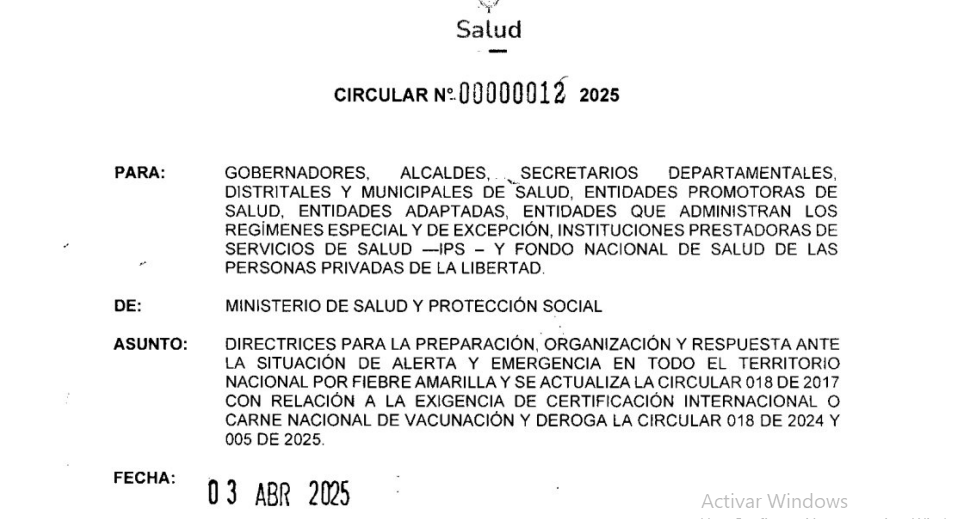 Salud
CIRCULAR Nº 00000012 2025
PARA: GOBERNADORES, ALCALDES, SECRETARIOS DEPARTAMENTALES,
DISTRITALES Y MUNICIPALES DE SALUD, ENTIDADES PROMOTORAS DE
SALUD, ENTIDADES ADAPTADAS, ENTIDADES QUE ADMINISTRAN LOS
REGÍMENES ESPECIAL Y DE EXCEPCIÓN, INSTITUCIONES PRESTADORAS DE
SERVICIOS DE SALUD —IPS – Y FONDO NACIONAL DE SALUD DE LAS
PERSONAS PRIVADAS DE LA LIBERTAD.
DE: MINISTERIO DE SALUD Y PROTECCIÓN SOCIAL
ASUNTO: DIRECTRICES PARA LA PREPARACIÓN, ORGANIZACIÓN Y RESPUESTA ANTE
LA SITUACIÓN DE ALERTA Y EMERGENCIA EN TODO EL TERRITORIO
NACIONAL POR FIEBRE AMARILLA Y SE ACTUALIZA LA CIRCULAR 018 DE 2017
CON RELACIÓN A LA EXIGENCIA DE CERTIFICACIÓN INTERNACIONAL O
CARNE NACIONAL DE VACUNACIÓN Y DEROGA LA CIRCULAR 018 DE 2024 Y
005 DE 2025.
FECHA: 03 ABR 2025
Activar Windows